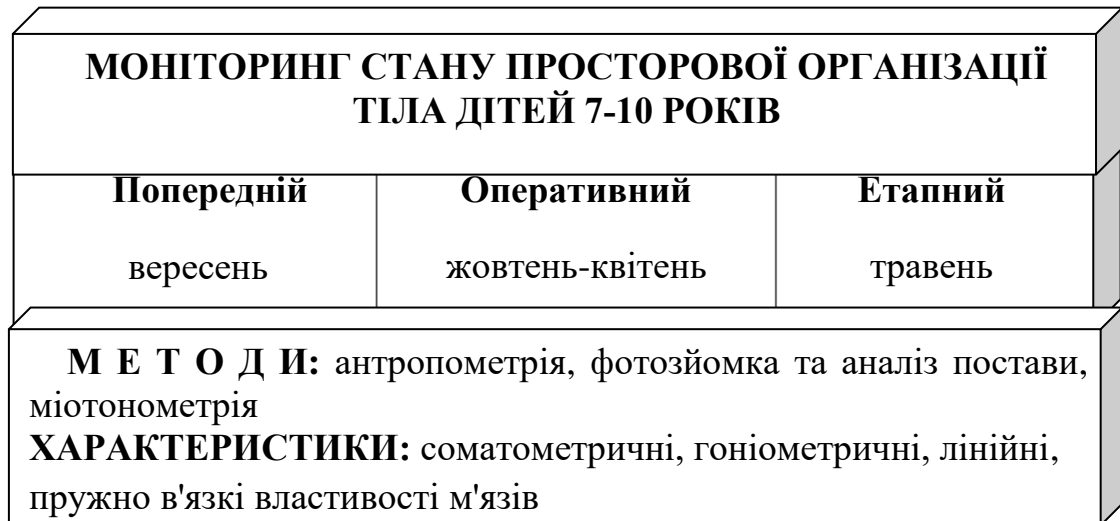 МОНІТОРИНГ СТАНУ ПРОСТОРОВОЇ ОРГАНІЗАЦІЇ
ТІЛА ДІТЕЙ 7-10 РОКІВ
Попередній Оперативний Етапний
вересень жовтень-квітень травень
М Е Т О Д И: антропометрія, фотозйомка та аналіз постави,
міотонометрія
ХАРАКТЕРИСТИКИ: соматометричні, гоніометричні, лінійні,
пружно в'язкі властивості м'язів